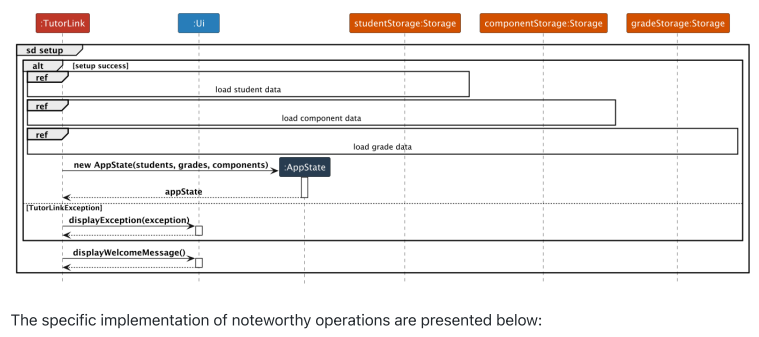 :TutorLink :Ui studentStorage:Storage componentStorage:Storage gradeStorage:Storage
sd setup
alt [setup success]
ref
load student data
ref
load component data
ref
load grade data
new AppState(students, grades, components) :AppState
appState
[TutorLinkException]
displayException(exception)
displayWelcomeMessage()
The specific implementation of noteworthy operations are presented below: